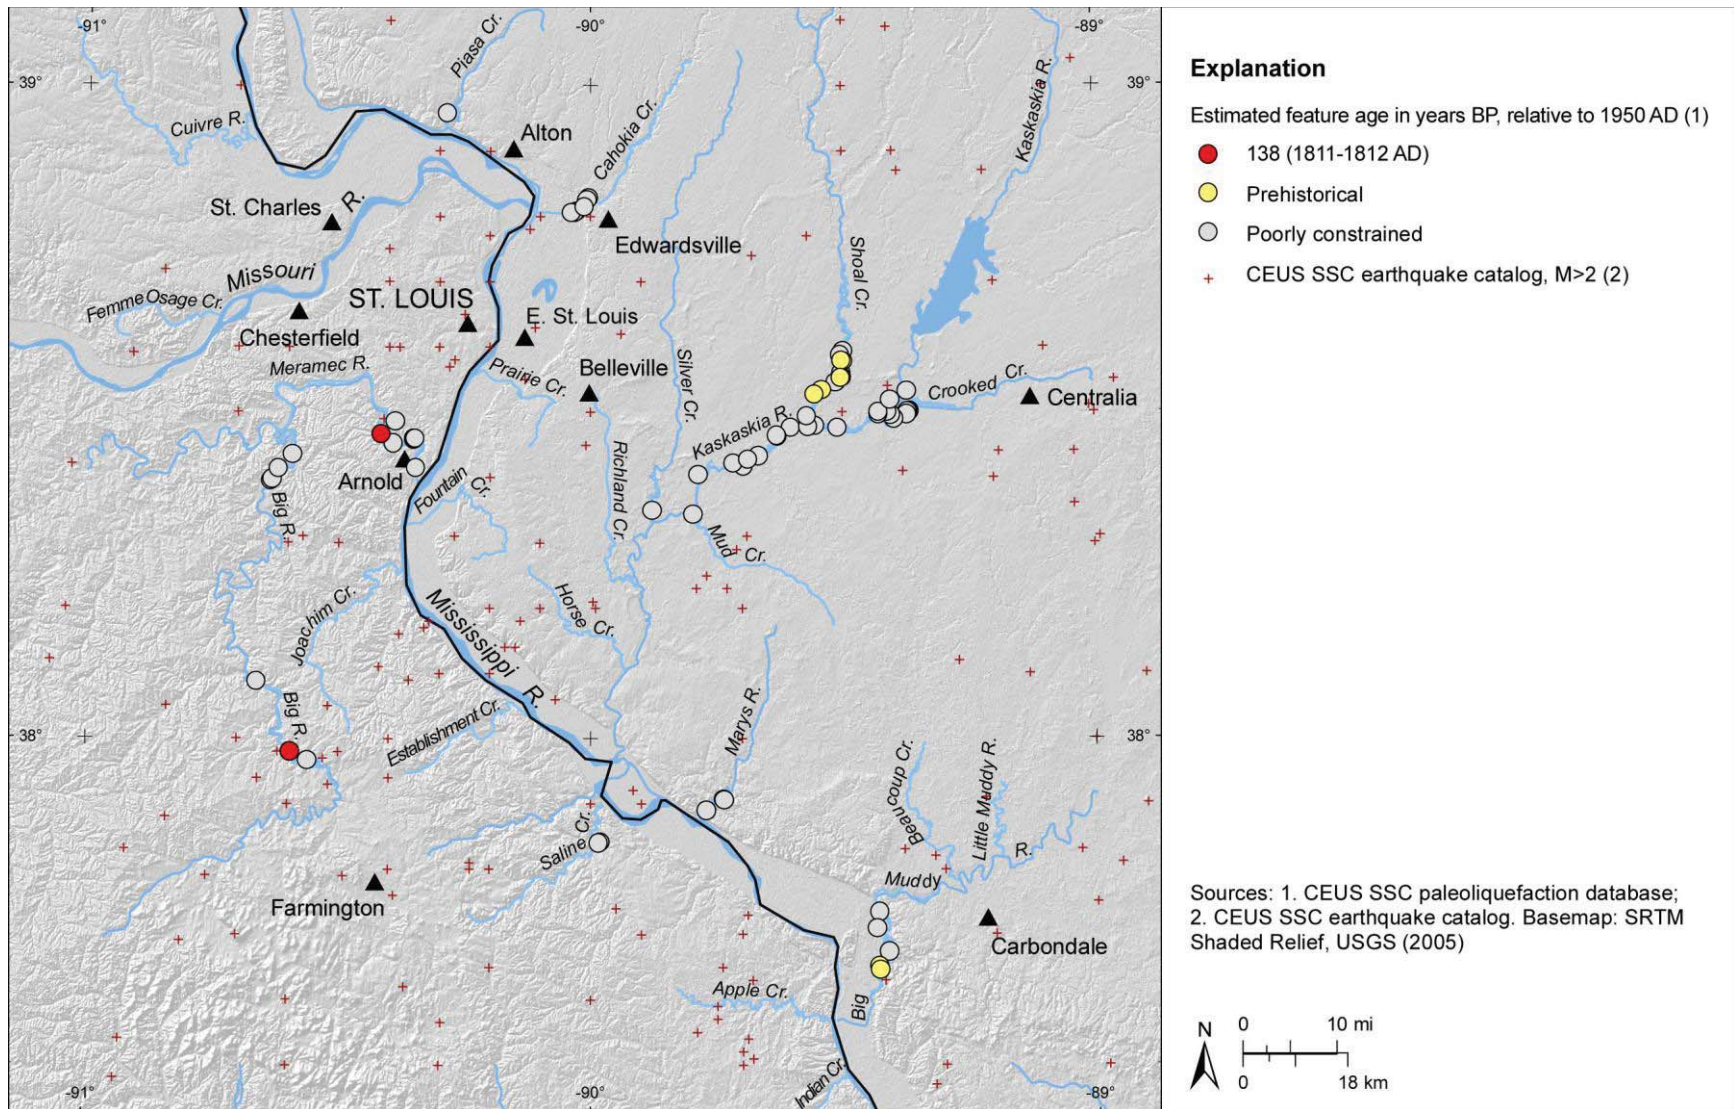 -91°
-90°
-89°
39°
39°
Piasa Cr.
Cuivre R.
Alton
Cahokia Cr.
Kaskaskia R.
St. Charles
R.
Edwardsville
Missouri
Femme Osage Cr.
ST. LOUIS
Shoal Cr.
Chesterfield
E. St. Louis
Meramec R.
Prairie Cr.
Belleville
Silver Cr.
Crooked Cr.
Centralia
Kaskaskia R.
Arnold
Fountain Cr.
Richland Cr.
Big R.
Mud Cr.
Joachim Cr.
Horse Cr.
Mississippi R.
Big R.
Establishment Cr.
Marys R.
38°
38°
Beaucoup Cr.
Little Muddy R.
Saline Cr.
R.
Muddy
Farmington
Carbondale
Apple Cr.
Big
Indian Cr.
-91°
-90°
-89°
Explanation
Estimated feature age in years BP, relative to 1950 AD (1)
138 (1811-1812 AD)
Prehistorical
Poorly constrained
CEUS SSC earthquake catalog, M>2 (2)
Sources: 1. CEUS SSC paleoliquefaction database;
2. CEUS SSC earthquake catalog. Basemap: SRTM
Shaded Relief, USGS (2005)
N
0 10 mi
0 18 km